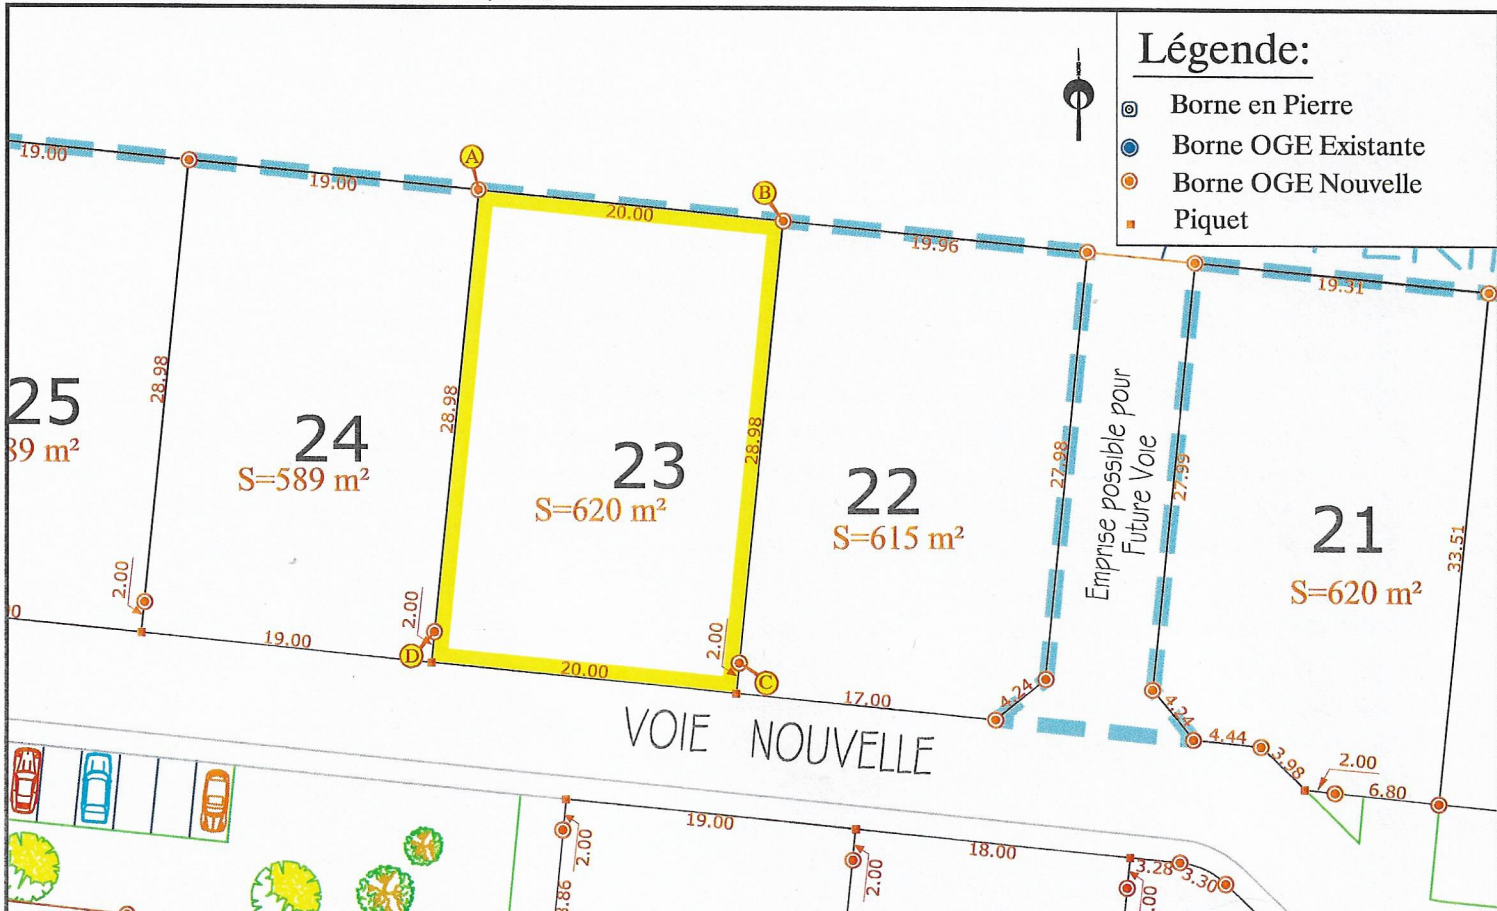 Légende:
Borne en Pierre
Borne OGE Existante
Borne OGE Nouvelle
Piquet
19.00
19.00
A
20.00
B
19.96
19.31
28.98
28.98
28.98
27.98
27.99
33.51
25
89 m²
24
S=589 m²
23
S=620 m²
22
S=615 m²
Emprise possible pour
Future Voie
21
S=620 m²
2.00
2.00
2.00
D
C
19.00
20.00
17.00
4.24
4.24
4.44
3.98
2.00
6.80
VOIE NOUVELLE
19.00
18.00
2.00
2.00
3.28
3.30